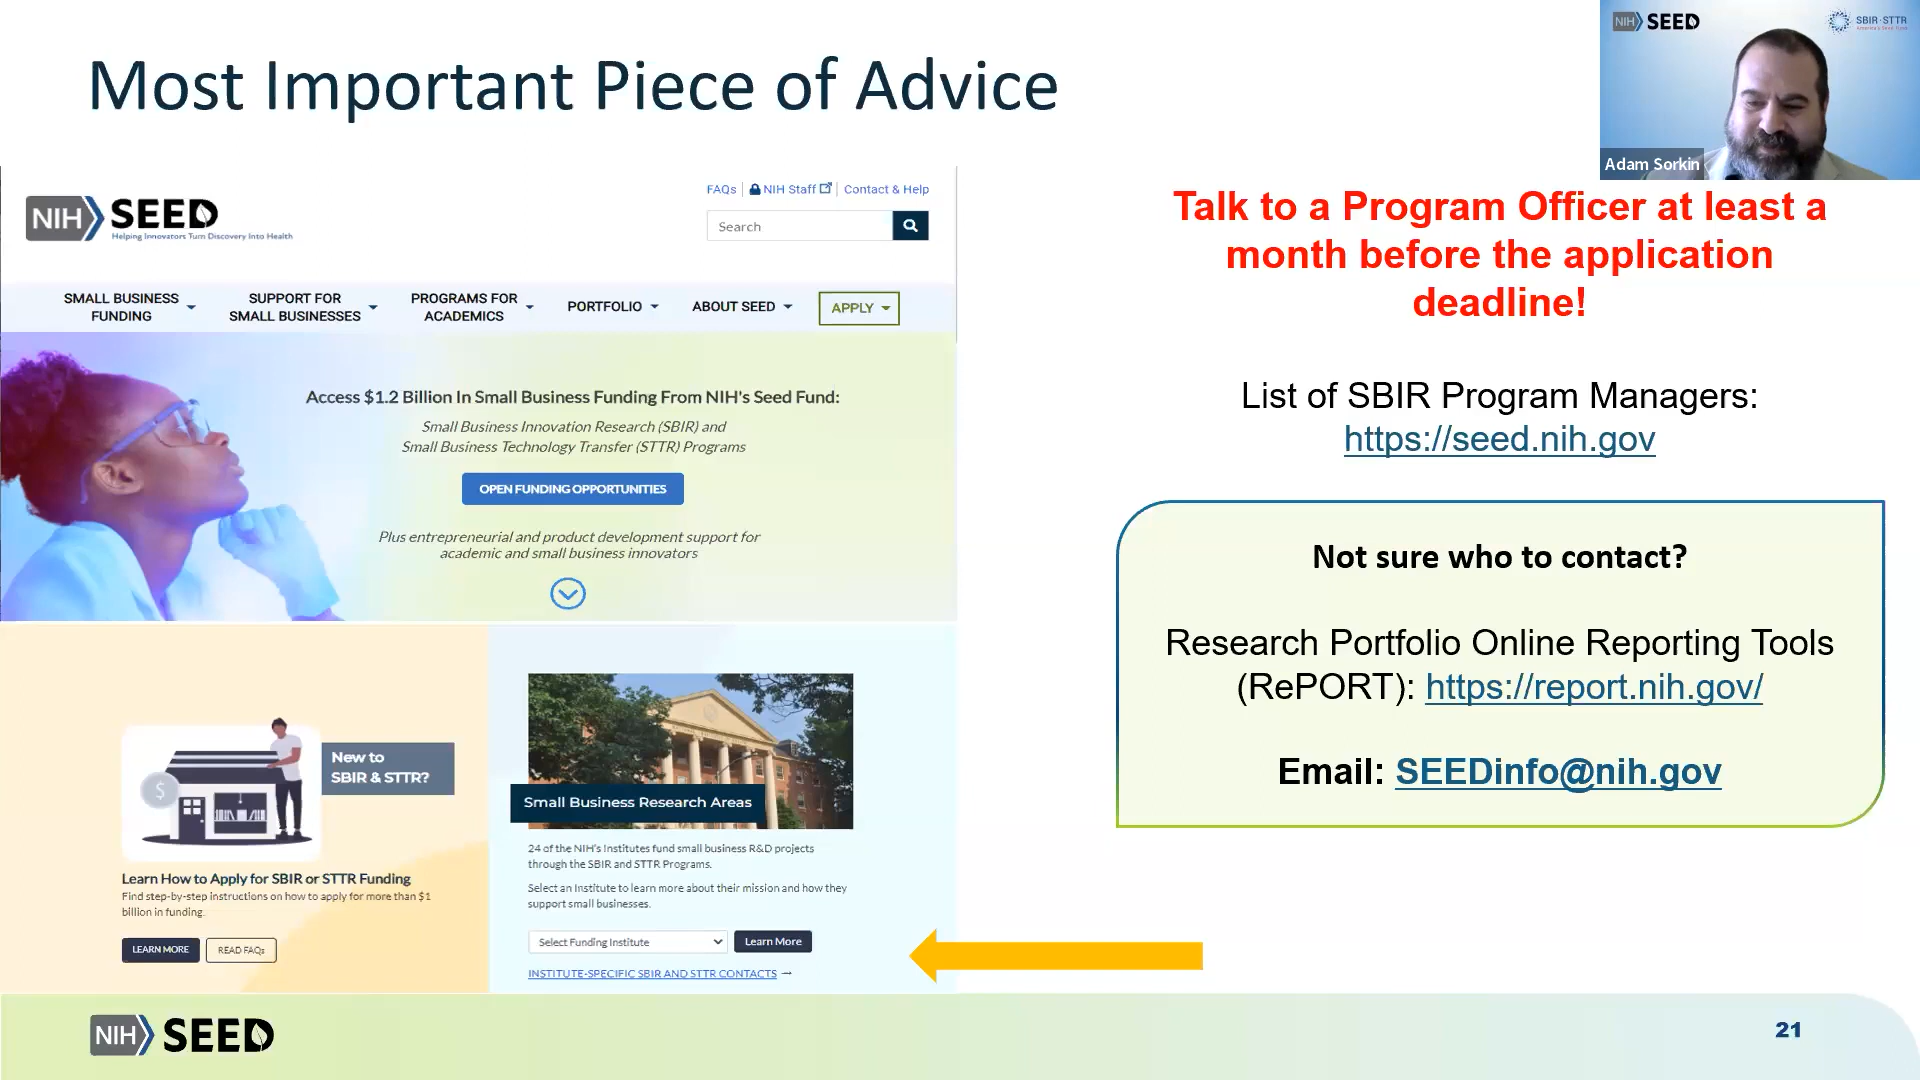 Most Important Piece of Advice
NIH SEED
SBIR·STTR
Adam Sorkin
FAQs
NIH Staff
Contact & Help
NIH SEED
Helping Innovators Turn Discovery Into Health
Search
SMALL BUSINESS
FUNDING
SUPPORT FOR
SMALL BUSINESSES
PROGRAMS FOR
ACADEMICS
PORTFOLIO
ABOUT SEED
APPLY
Access $1.2 Billion In Small Business Funding From NIH's Seed Fund:
Small Business Innovation Research (SBIR) and
Small Business Technology Transfer (STTR) Programs
OPEN FUNDING OPPORTUNITIES
Plus entrepreneurial and product development support for
academic and small business innovators
$
New to
SBIR & STTR?
Learn How to Apply for SBIR or STTR Funding
Find step-by-step instructions on how to apply for more than $1
billion in funding.
LEARN MORE
READ FAQs
Small Business Research Areas
24 of the NIH's Institutes fund small business R&D projects
through the SBIR and STTR Programs.
Select an Institute to learn more about their mission and how they
support small businesses.
Select Funding Institute
Learn More
INSTITUTE-SPECIFIC SBIR AND STTR CONTACTS →
Talk to a Program Officer at least a
month before the application
deadline!
List of SBIR Program Managers:
https://seed.nih.gov
Not sure who to contact?
Research Portfolio Online Reporting Tools
(RePORT): https://report.nih.gov/
Email: SEEDinfo@nih.gov
NIH SEED
21